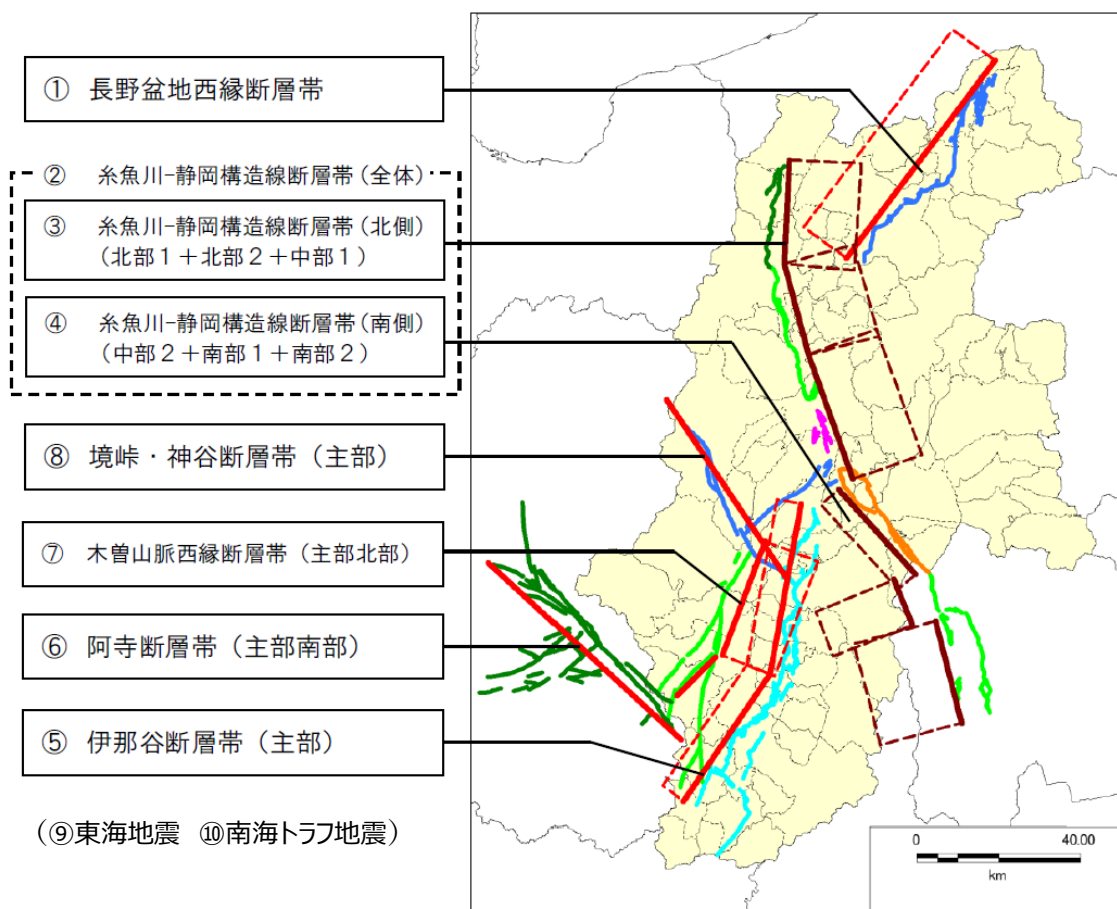 ① 長野盆地西縁断層帯
② 糸魚川-静岡構造線断層帯(全体)
③ 糸魚川-静岡構造線断層帯(北側)
(北部1+北部2+中部1)
④ 糸魚川-静岡構造線断層帯(南側)
(中部2+南部1+南部2)
⑧ 境峠・神谷断層帯(主部)
⑦ 木曽山脈西縁断層帯(主部北部)
⑥ 阿寺断層帯(主部南部)
⑤ 伊那谷断層帯(主部)
(⑨東海地震 ⑩南海トラフ地震)
0 40.00
km